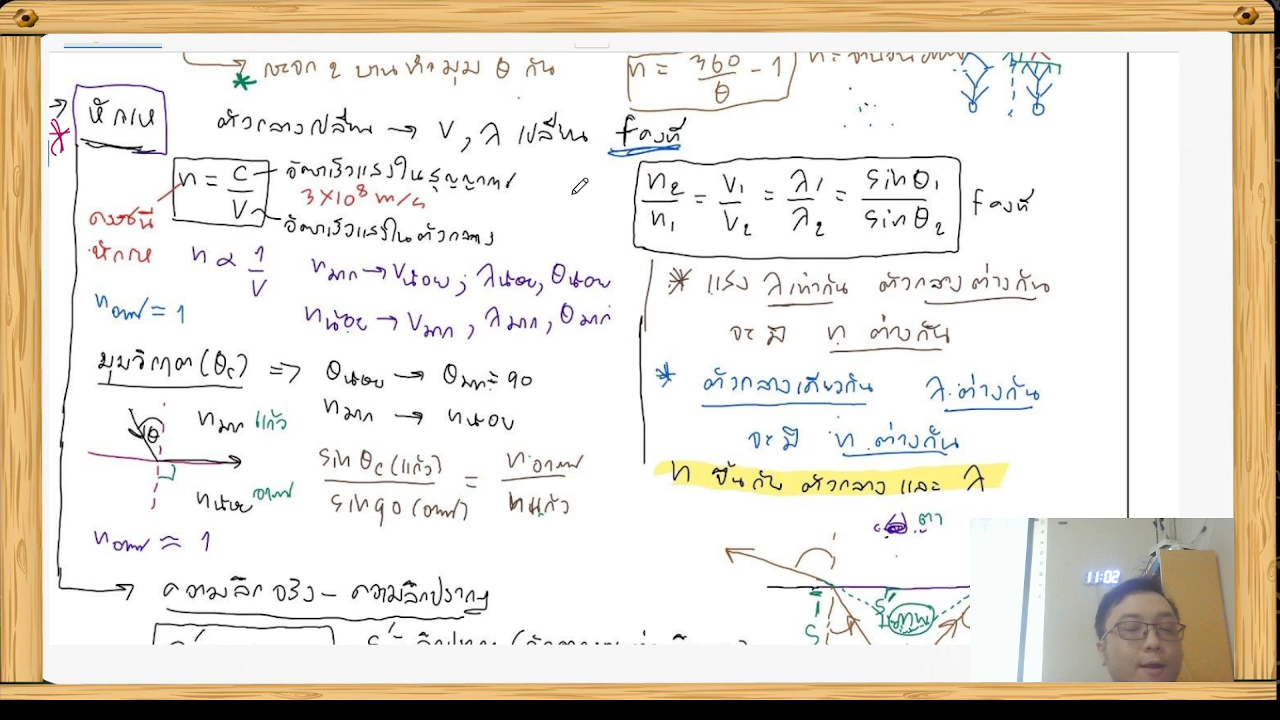 * กระจก 2 บานทำมุม θ กัน
n = 360/θ - 1
หักเห
ตัวกลางเปลี่ยน → v, λ เปลี่ยน f คงที่
n = c/v
อัตราเร็วแสงในสุญญากาศ
3×10⁸ m/s
อัตราเร็วแสงในตัวกลาง
ดรรชนี
หักเห
n ∝ 1/v
n มาก → v น้อย, λ น้อย, θ น้อย
n อากาศ = 1
n น้อย → v มาก, λ มาก, θ มาก
n₂/n₁ = v₁/v₂ = λ₁/λ₂ = sinθ₁/sinθ₂
f คงที่
* แสง λ เท่ากัน ตัวกลางต่างกัน
จะมี n ต่างกัน
* ตัวกลางเดียวกัน λ ต่างกัน
จะมี n ต่างกัน
n ขึ้นกับ ตัวกลาง และ λ
มุมวิกฤต (θc) ⇒ θ น้อย → θ มาก = 90
n มาก → n น้อย
θ
n มาก แก้ว
n น้อย อากาศ
sin θc (แก้ว)/sin 90 (อากาศ) = n อากาศ/n แก้ว
n อากาศ ≈ 1
ความลึกจริง - ความลึกปรากฏ
ตา
S
S'
ภาพ
11:02